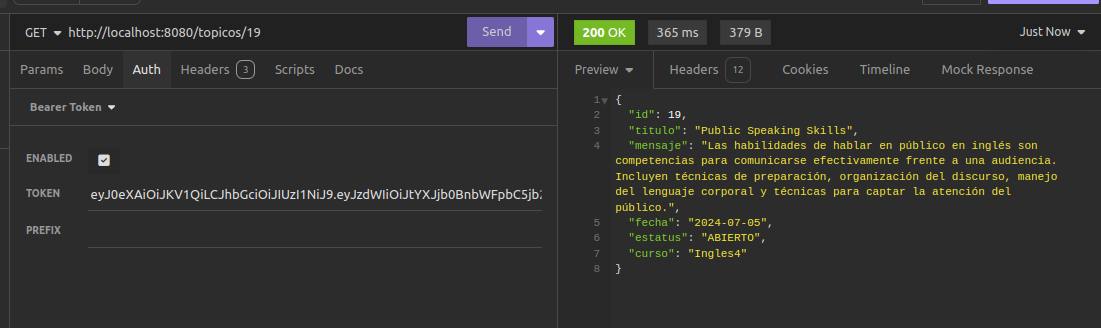 GET http://localhost:8080/topicos/19 Send
200 OK 365 ms 379 B Just Now
Params Body Auth Headers 3 Scripts Docs
Preview Headers 12 Cookies Timeline Mock Response
Bearer Token
ENABLED
TOKEN eyJ0eXAiOiJKV1QiLCJhbGciOiJIUzI1NiJ9.eyJzdWIiOiJtYXJjb0BnbWFpbC5jb2
PREFIX
1 {
2 "id": 19,
3 "titulo": "Public Speaking Skills",
4 "mensaje": "Las habilidades de hablar en público en inglés son
competencias para comunicarse efectivamente frente a una audiencia.
Incluyen técnicas de preparación, organización del discurso, manejo
del lenguaje corporal y técnicas para captar la atención del
público.",
5 "fecha": "2024-07-05",
6 "estatus": "ABIERTO",
7 "curso": "Ingles4"
8 }